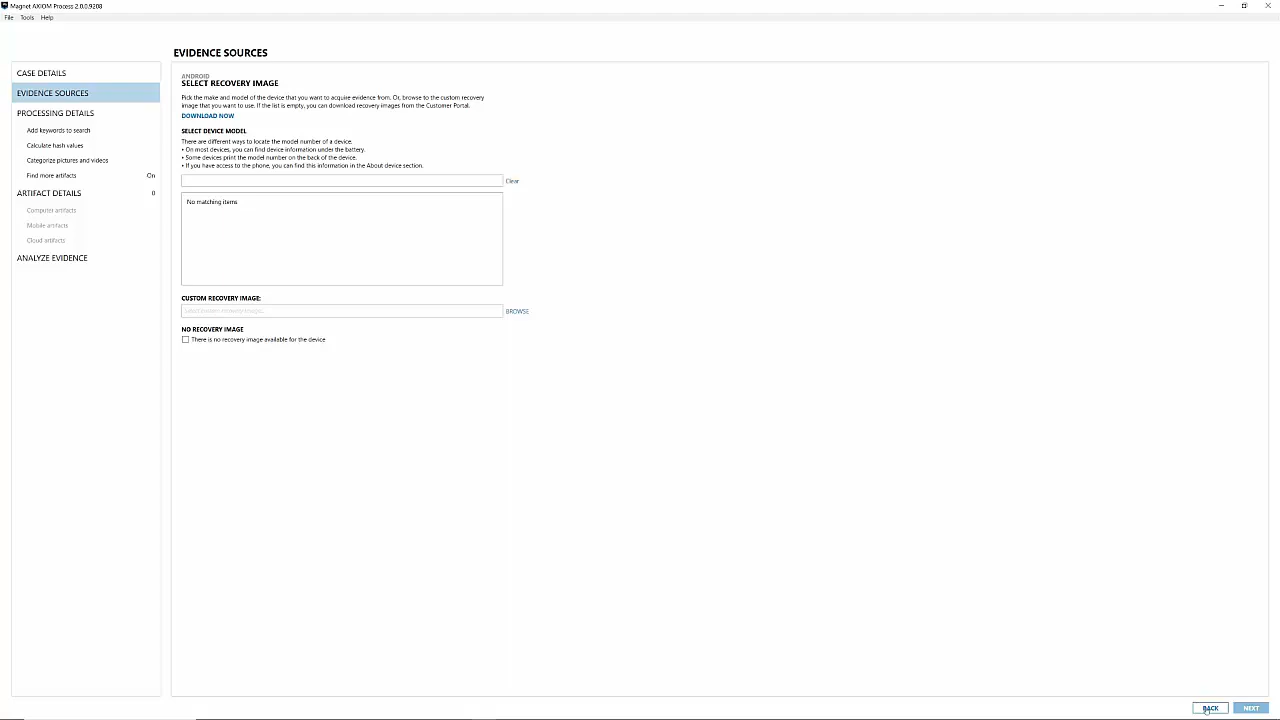 Magnet AXIOM Process 2.0.0.9208
File Tools Help
EVIDENCE SOURCES
CASE DETAILS
EVIDENCE SOURCES
PROCESSING DETAILS
Add keywords to search
Calculate hash values
Categorize pictures and videos
Find more artifacts On
ARTIFACT DETAILS 0
Computer artifacts
Mobile artifacts
Cloud artifacts
ANALYZE EVIDENCE
ANDROID
SELECT RECOVERY IMAGE
Pick the make and model of the device that you want to acquire evidence from. Or, browse to the custom recovery
image that you want to use. If the list is empty, you can download recovery images from the Customer Portal.
DOWNLOAD NOW
SELECT DEVICE MODEL
There are different ways to locate the model number of a device.
• On most devices, you can find device information under the battery.
• Some devices print the model number on the back of the device.
• If you have access to the phone, you can find this information in the About device section.
Clear
No matching items
CUSTOM RECOVERY IMAGE:
Select custom recovery image...
BROWSE
NO RECOVERY IMAGE
There is no recovery image available for the device
BACK NEXT